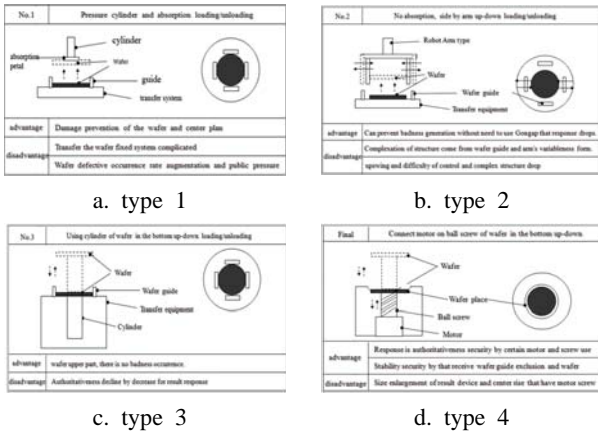 No.1 Pressure cylinder and absorption loading/unloading
cylinder
absorption
petal
Wafer
guide
transfer system
advantage Damage prevention of the wafer and center plan
disadvantage Transfer the wafer fixed system complicated
Wafer defective occurrence rate augmentation and public pressure
a. type 1
No.2 No absorption, side by arm up-down loading/unloading
Robot Arm type
Wafer
Wafer guide
Transfer equipment
advantage Can prevent badness generation without need to use Gongap that response drops.
disadvantage Complexation of structure come from wafer guide and arm's variableness form.
upswing and difficulty of control and complex structure drop
b. type 2
No.3 Using cylinder of wafer in the bottom up-down loading/unloading
Wafer
Wafer guide
Transfer equipment
Cylinder
advantage wafer upper part, there is no badness occurrence.
disadvantage Authoritativeness decline by decrease for result response
c. type 3
Final Connect motor on ball screw of wafer in the bottom up-down
Wafer
Wafer place
Ball screw
Motor
advantage Response is authoritativeness security by certain motor and screw use
Stability security by that receive wafer guide exclusion and wafer
disadvantage Size enlargement of result device and center size that have motor screw
d. type 4